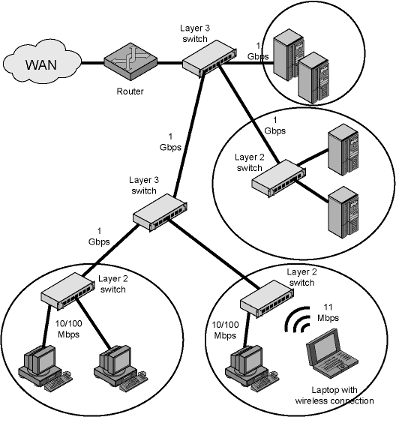 Layer 3
switch
1
Gbps
WAN
Router
1
Gbps
1
Gbps
Layer 2
switch
Layer 3
switch
1
Gbps
Layer 2
switch
Layer 2
switch
10/100
Mbps
10/100
Mbps
11
Mbps
Laptop with
wireless connection